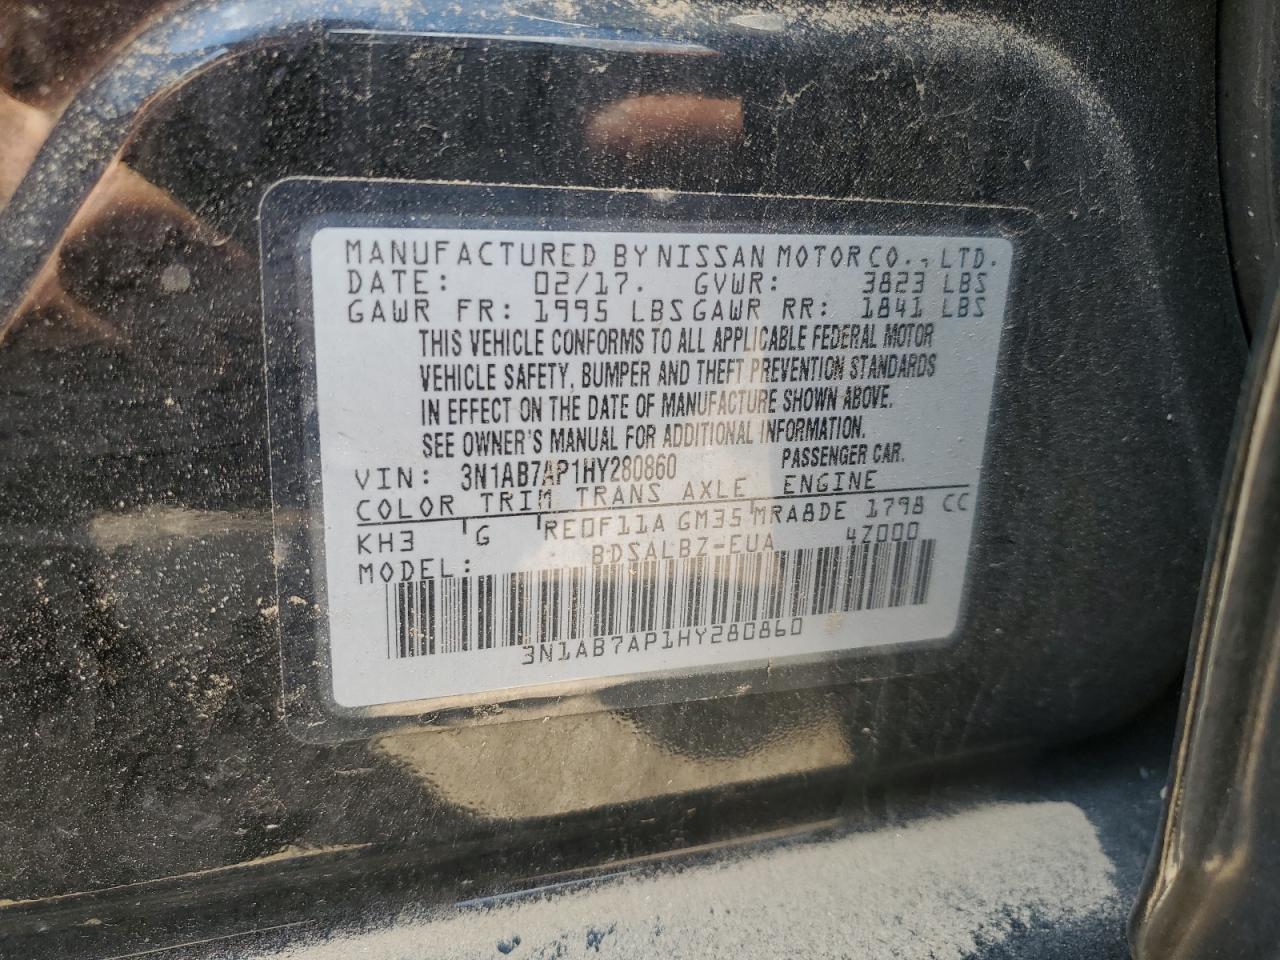 MANUFACTURED BY NISSAN MOTOR CO., LTD.
DATE: 02/17. GVWR: 3823 LBS
GAWR FR: 1995 LBS GAWR RR: 1841 LBS
THIS VEHICLE CONFORMS TO ALL APPLICABLE FEDERAL MOTOR
VEHICLE SAFETY, BUMPER AND THEFT PREVENTION STANDARDS
IN EFFECT ON THE DATE OF MANUFACTURE SHOWN ABOVE.
SEE OWNER'S MANUAL FOR ADDITIONAL INFORMATION.
VIN: 3N1AB7AP1HY280860 PASSENGER CAR.
COLOR TRIM TRANS AXLE ENGINE
KH3 G RE0F11A GM35 MRA8DE 1798 CC
MODEL: BDSALBZ-EUA 4Z000
3N1AB7AP1HY280860